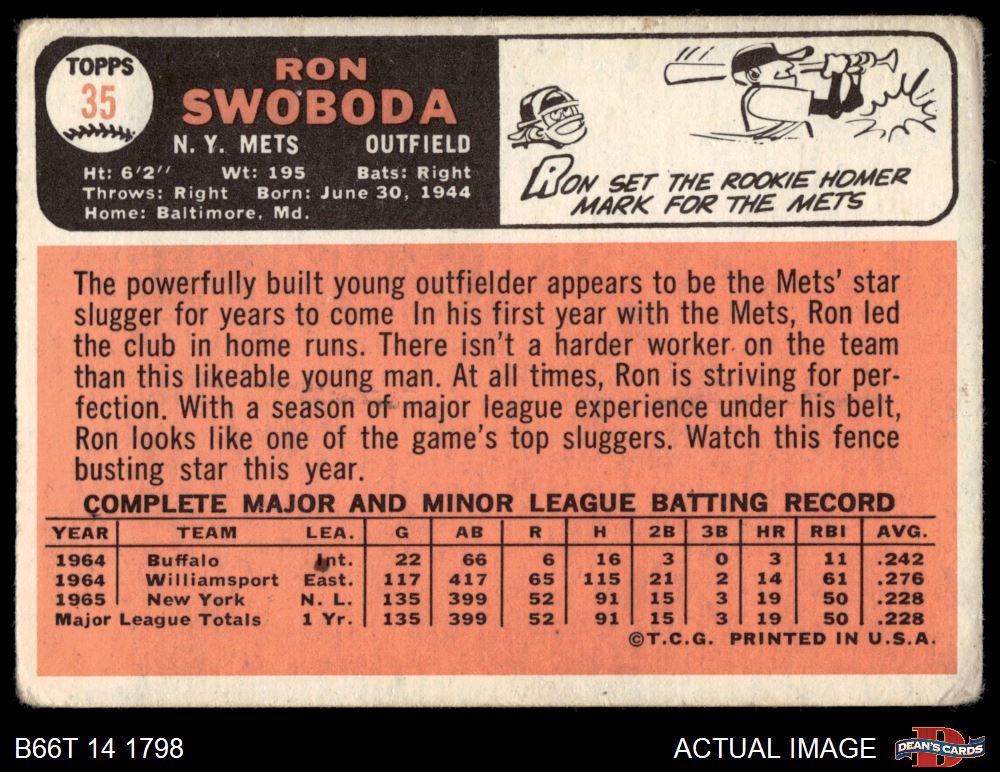 TOPPS
35
RON
SWOBODA
N. Y. METS OUTFIELD
Ht: 6'2" Wt: 195 Bats: Right
Throws: Right Born: June 30, 1944
Home: Baltimore, Md.
RON SET THE ROOKIE HOMER
MARK FOR THE METS
The powerfully built young outfielder appears to be the Mets' star
slugger for years to come In his first year with the Mets, Ron led
the club in home runs. There isn't a harder worker on the team
than this likeable young man. At all times, Ron is striving for per-
fection. With a season of major league experience under his belt,
Ron looks like one of the game's top sluggers. Watch this fence
busting star this year.
COMPLETE MAJOR AND MINOR LEAGUE BATTING RECORD
YEAR TEAM LEA. G AB R H 2B 3B HR RBI AVG.
1964 Buffalo Int. 22 66 6 16 3 0 3 11 .242
1964 Williamsport East. 117 417 65 115 21 2 14 61 .276
1965 New York N. L. 135 399 52 91 15 3 19 50 .228
Major League Totals 1 Yr. 135 399 52 91 15 3 19 50 .228
©T.C.G. PRINTED IN U.S.A.
B66T 14 1798 ACTUAL IMAGE D DEAN'S CARDS